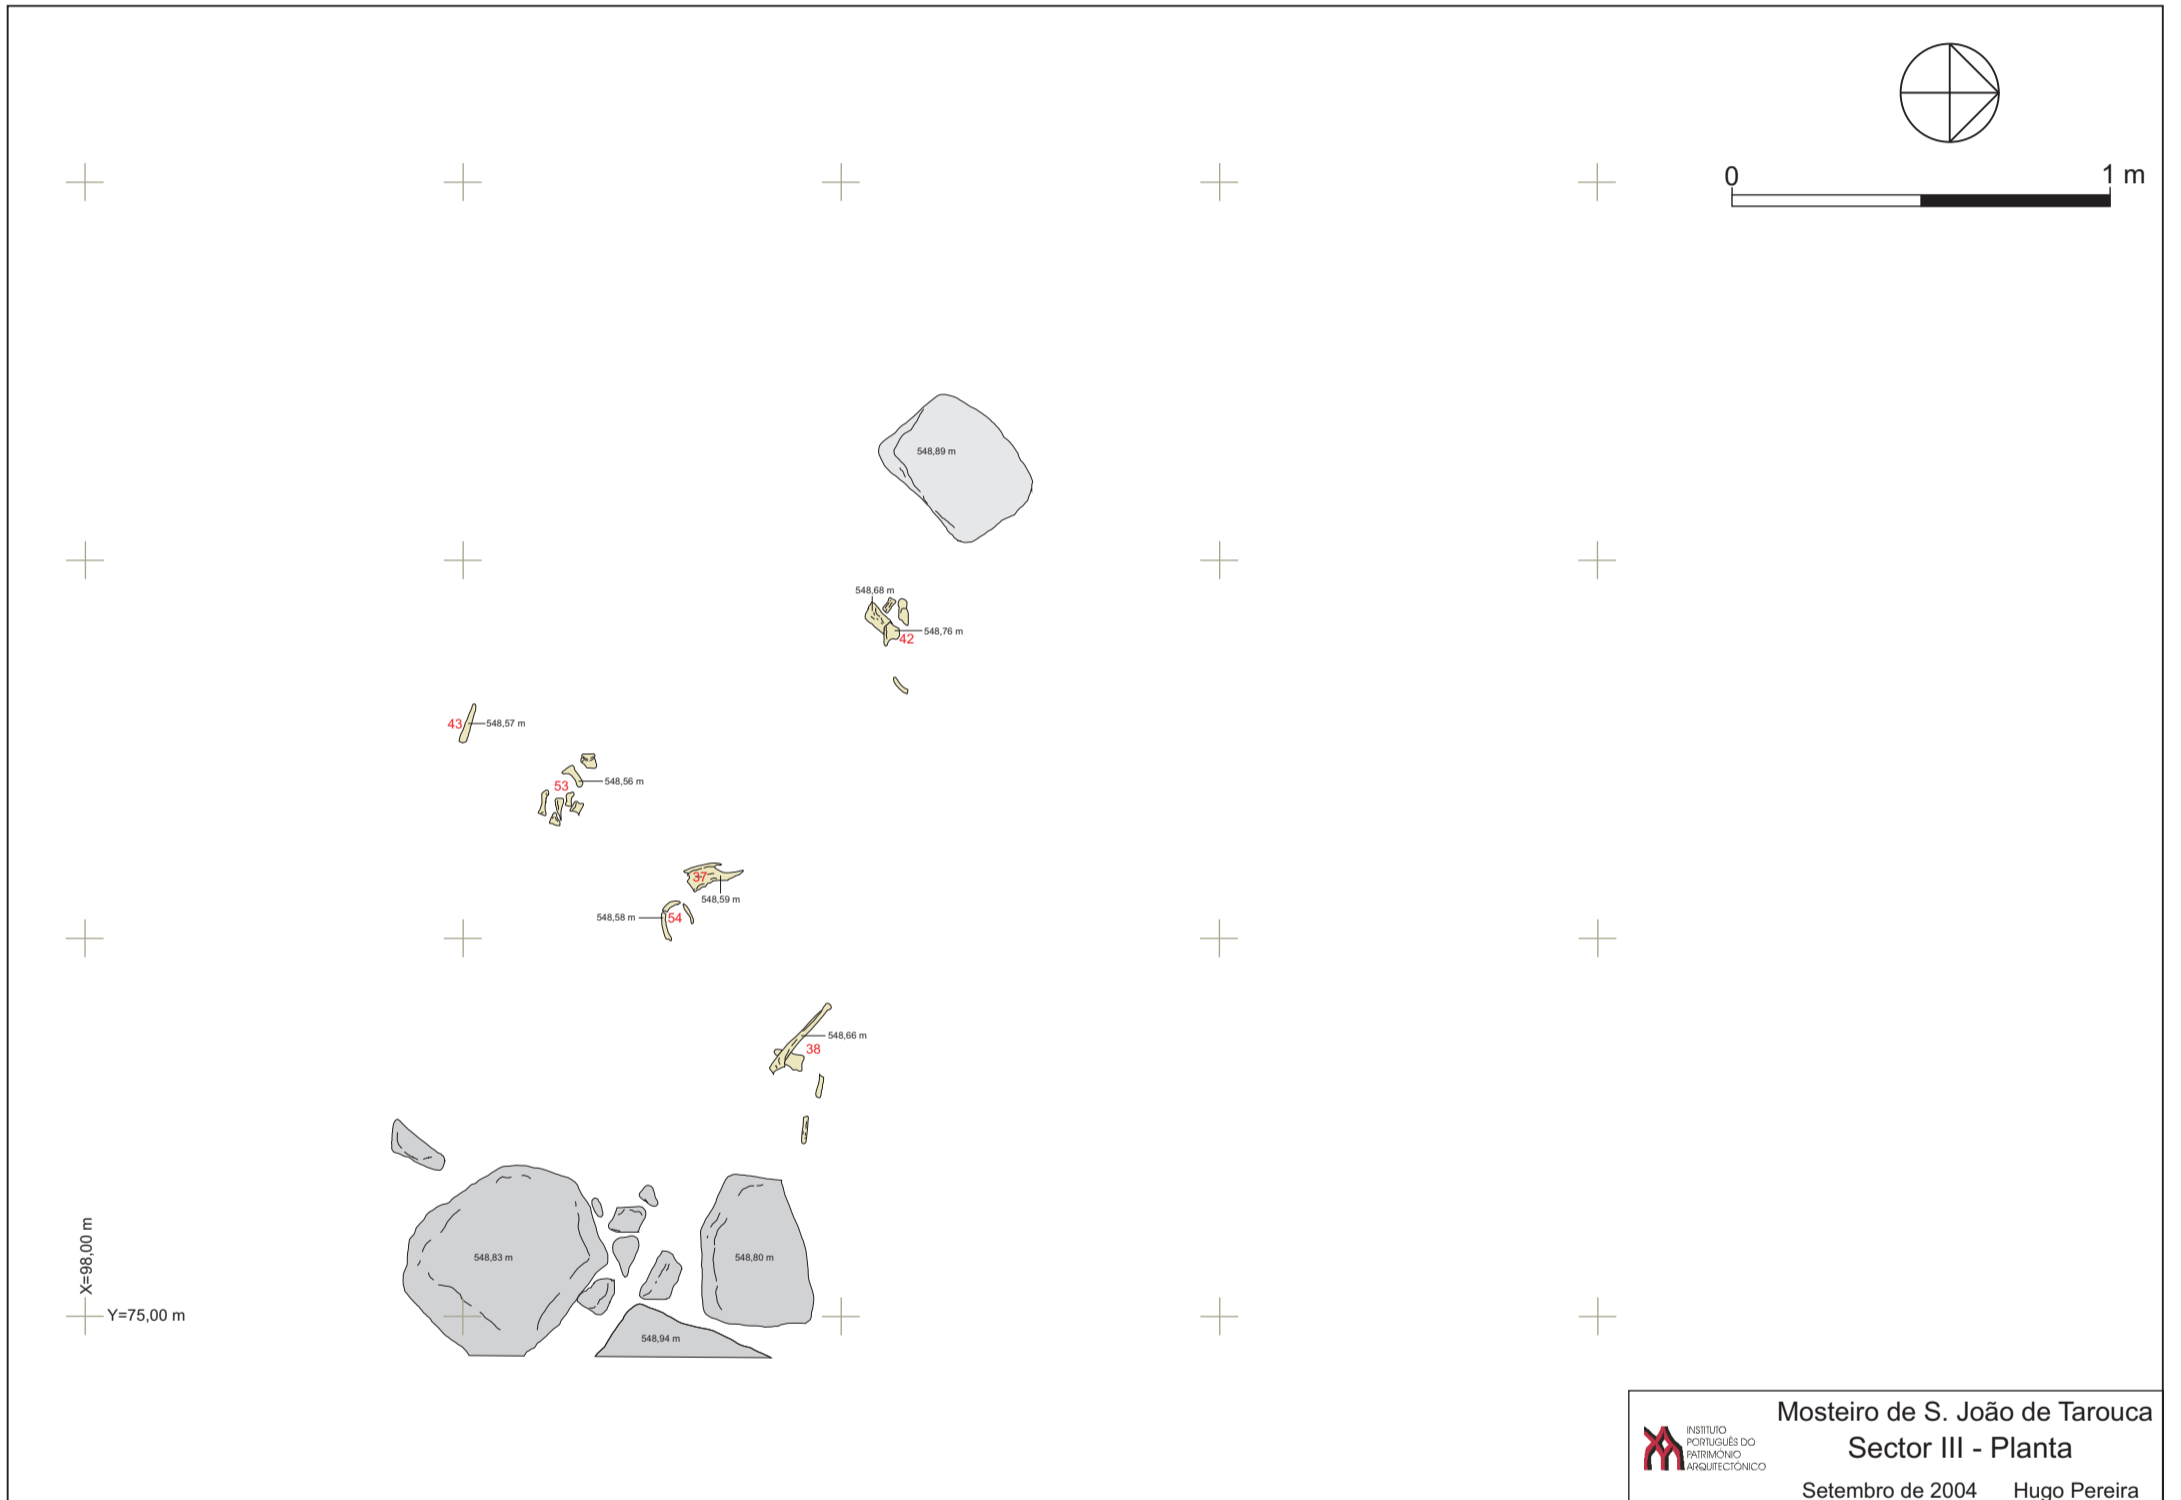 0
1 m
548,89 m
548,68 m
548,76 m
42
43
548,57 m
53
548,56 m
37
548,59 m
548,58 m
54
548,66 m
38
548,83 m
548,80 m
548,94 m
X=98,00 m
Y=75,00 m
INSTITUTO
PORTUGUÊS DO
PATRIMÓNIO
ARQUITECTÓNICO
Mosteiro de S. João de Tarouca
Sector III - Planta
Setembro de 2004 Hugo Pereira